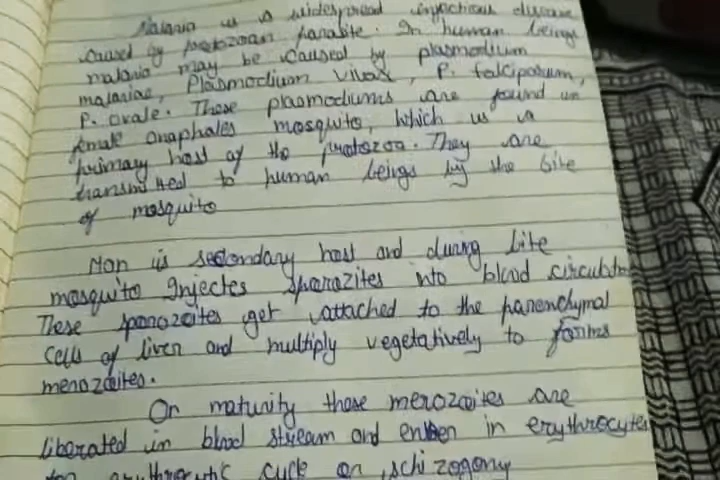 Malaria is a widespread infectious disease
caused by protozoan parasite. In human beings
malaria may be caused by plasmodium
malariae, Plasmodium vivax, P. falciparum,
P. ovale. These plasmodiums are found in
female anaphales mosquito, which is a
primary host of the protozoa. They are
transmitted to human beings by the bite
of mosquito
Man is secondary host and during bite
mosquito injectes sporozites into blood
These sporozoites get attached to the parenchymal
cells of liver and multiply vegetatively to forms
merozoites.
On maturity these merozoites are
liberated in blood stream and enter in erythrocytes
for erythrocytic cycle or schizogony